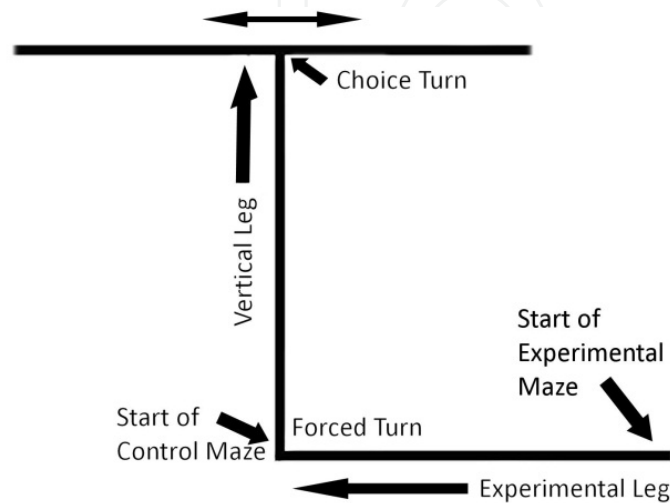 Choice Turn
Vertical Leg
Start of
Experimental
Maze
Start of
Control Maze
Forced Turn
Experimental Leg